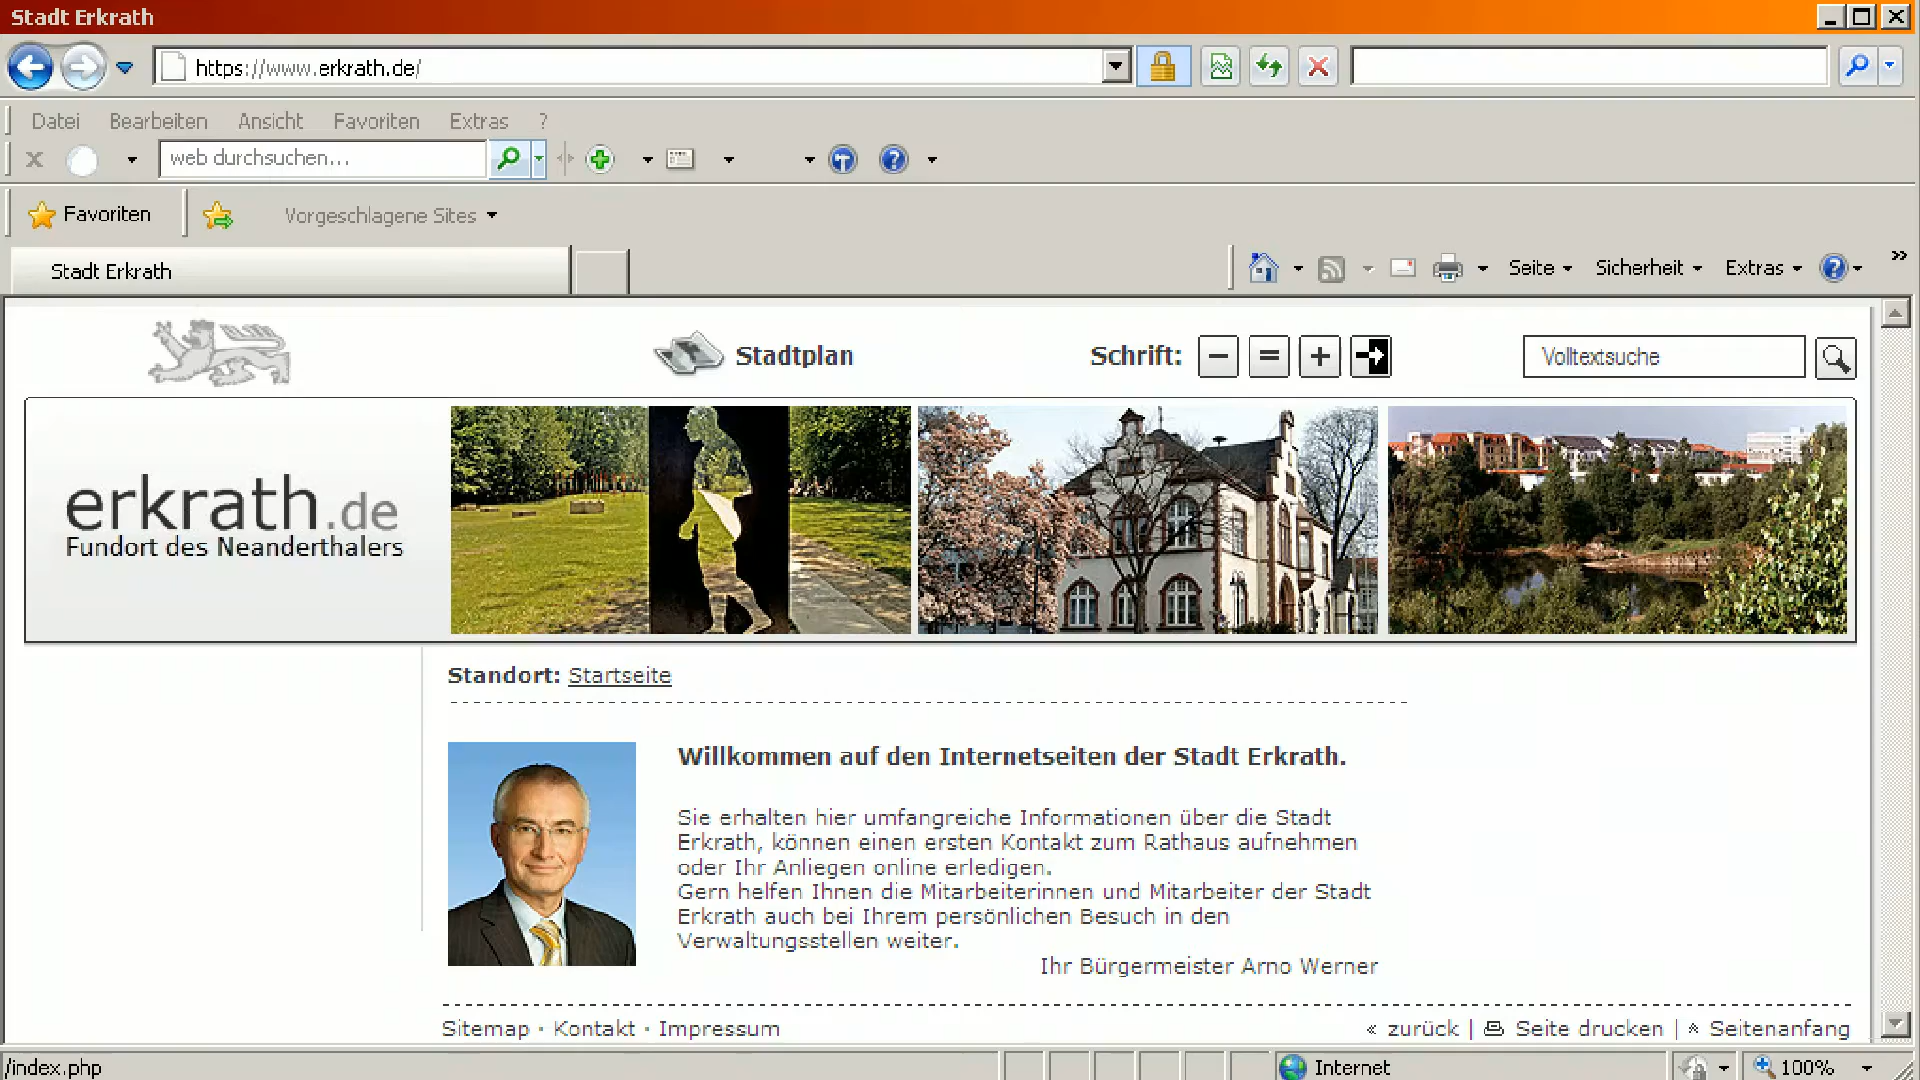 Stadt Erkrath
https://www.erkrath.de/
Datei Bearbeiten Ansicht Favoriten Extras ?
web durchsuchen...
Favoriten Vorgeschlagene Sites
Stadt Erkrath
Seite Sicherheit Extras »
Stadtplan Schrift: Volltextsuche
erkrath.de
Fundort des Neanderthalers
Standort: Startseite
Willkommen auf den Internetseiten der Stadt Erkrath.
Sie erhalten hier umfangreiche Informationen über die Stadt
Erkrath, können einen ersten Kontakt zum Rathaus aufnehmen
oder Ihr Anliegen online erledigen.
Gern helfen Ihnen die Mitarbeiterinnen und Mitarbeiter der Stadt
Erkrath auch bei Ihrem persönlichen Besuch in den
Verwaltungsstellen weiter.
Ihr Bürgermeister Arno Werner
Sitemap · Kontakt · Impressum « zurück | Seite drucken | Seitenanfang
/index.php Internet 100%